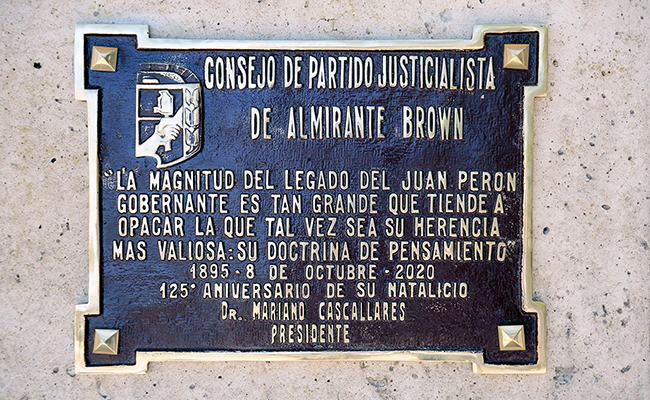 CONSEJO DE PARTIDO JUSTICIALISTA
DE ALMIRANTE BROWN
"LA MAGNITUD DEL LEGADO DEL JUAN PERON
GOBERNANTE ES TAN GRANDE QUE TIENDE A
OPACAR LA QUE TAL VEZ SEA SU HERENCIA
MAS VALIOSA: SU DOCTRINA DE PENSAMIENTO"
1895 - 8 DE OCTUBRE - 2020
125° ANIVERSARIO DE SU NATALICIO
DR. MARIANO CASCALLARES
PRESIDENTE